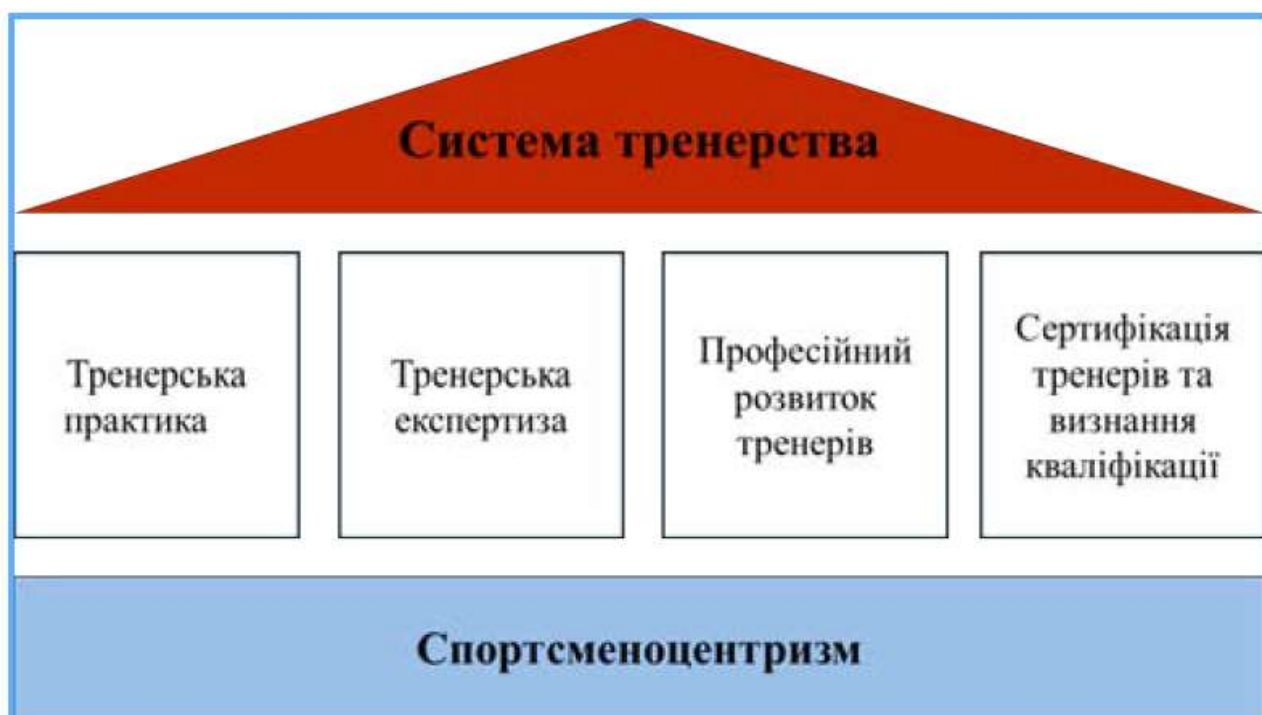 Система тренерства
Тренерська
практика
Тренерська
експертиза
Професійний
розвиток
тренерів
Сертифікація
тренерів та
визнання
кваліфікації
Спортсменоцентризм